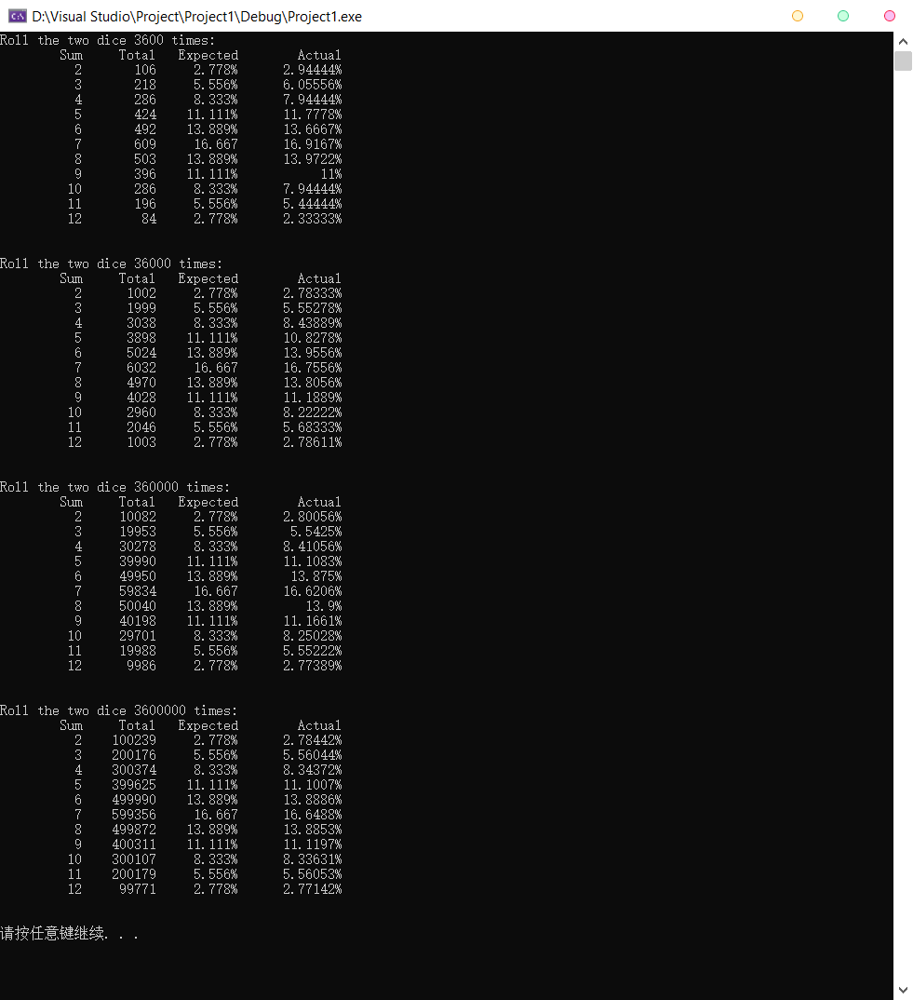 D:\Visual Studio\Project\Project1\Debug\Project1.exe
Roll the two dice 3600 times:
Sum Total Expected Actual
2 106 2.778% 2.94444%
3 218 5.556% 6.05556%
4 286 8.333% 7.94444%
5 424 11.111% 11.7778%
6 492 13.889% 13.6667%
7 609 16.667 16.9167%
8 503 13.889% 13.9722%
9 396 11.111% 11%
10 286 8.333% 7.94444%
11 196 5.556% 5.44444%
12 84 2.778% 2.33333%
Roll the two dice 36000 times:
Sum Total Expected Actual
2 1002 2.778% 2.78333%
3 1999 5.556% 5.55278%
4 3038 8.333% 8.43889%
5 3898 11.111% 10.8278%
6 5024 13.889% 13.9556%
7 6032 16.667 16.7556%
8 4970 13.889% 13.8056%
9 4028 11.111% 11.1889%
10 2960 8.333% 8.22222%
11 2046 5.556% 5.68333%
12 1003 2.778% 2.78611%
Roll the two dice 360000 times:
Sum Total Expected Actual
2 10082 2.778% 2.80056%
3 19953 5.556% 5.5425%
4 30278 8.333% 8.41056%
5 39990 11.111% 11.1083%
6 49950 13.889% 13.875%
7 59834 16.667 16.6206%
8 50040 13.889% 13.9%
9 40198 11.111% 11.1661%
10 29701 8.333% 8.25028%
11 19988 5.556% 5.55222%
12 9986 2.778% 2.77389%
Roll the two dice 3600000 times:
Sum Total Expected Actual
2 100239 2.778% 2.78442%
3 200176 5.556% 5.56044%
4 300374 8.333% 8.34372%
5 399625 11.111% 11.1007%
6 499990 13.889% 13.8886%
7 599356 16.667 16.6488%
8 499872 13.889% 13.8853%
9 400311 11.111% 11.1197%
10 300107 8.333% 8.33631%
11 200179 5.556% 5.56053%
12 99771 2.778% 2.77142%
请按任意键继续. . .